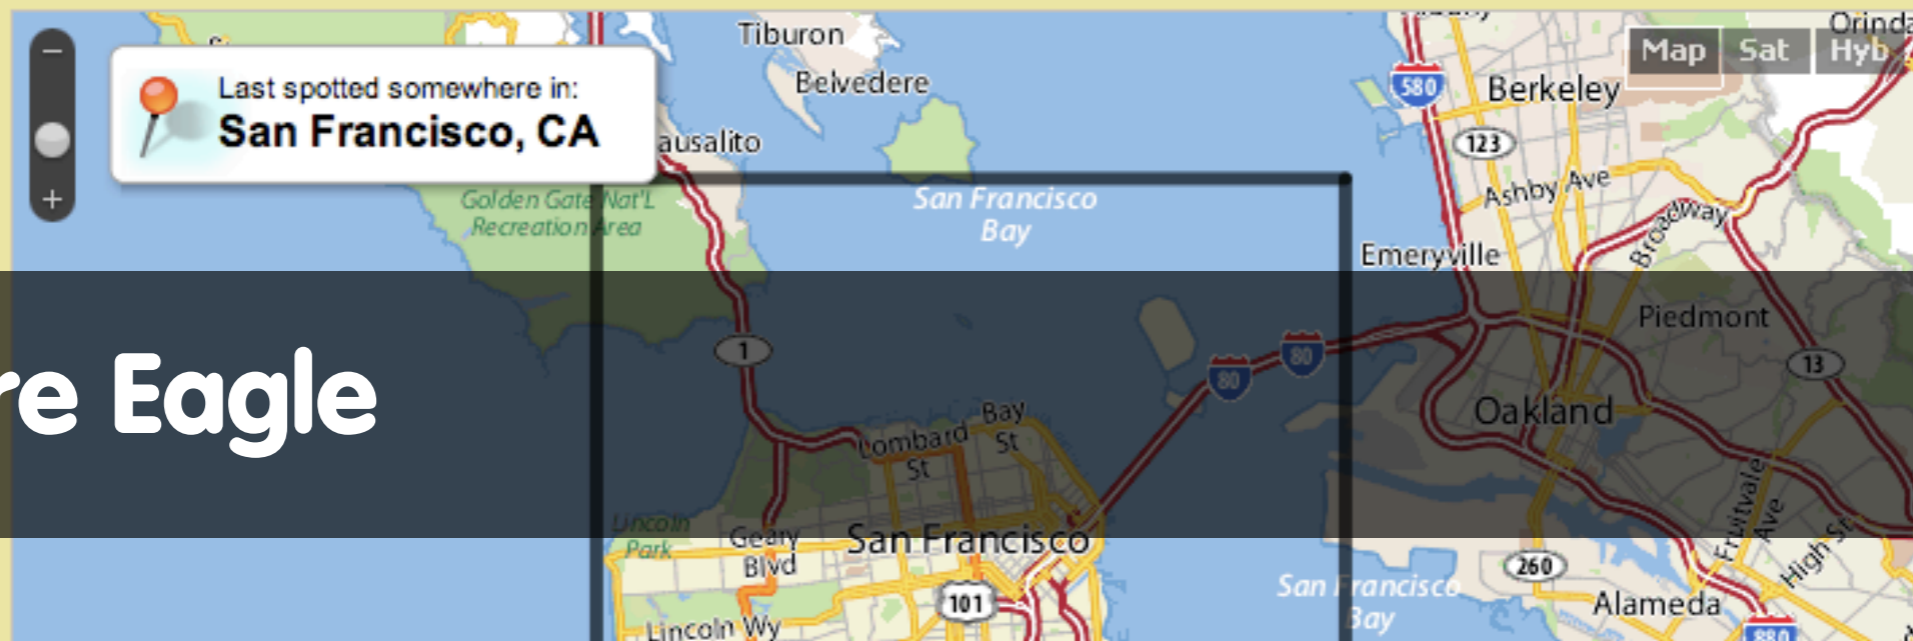 Tiburon
Belvedere
Last spotted somewhere in:
San Francisco, CA
ausalito
Map
Sat
Hyb
Orinda
580
Berkeley
123
Ashby Ave
Broadway
Golden Gate Nat'L
Recreation Area
San Francisco
Bay
Emeryville
Piedmont
1
80
80
13
re Eagle
Oakland
Lombard
St
Bay
St
Lincoln
Park
Geary
Blvd
San Francisco
Fruitvale
Ave
High St
101
260
San Francisco
Bay
Alameda
Lincoln Wy
880